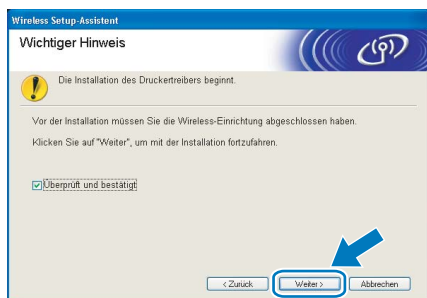 Wireless Setup-Assistent
Wichtiger Hinweis
Die Installation des Druckertreibers beginnt.
Vor der Installation müssen Sie die Wireless-Einrichtung abgeschlossen haben.
Klicken Sie auf "Weiter", um mit der Installation fortzufahren.
Überprüft und bestätigt
< Zurück Weiter > Abbrechen